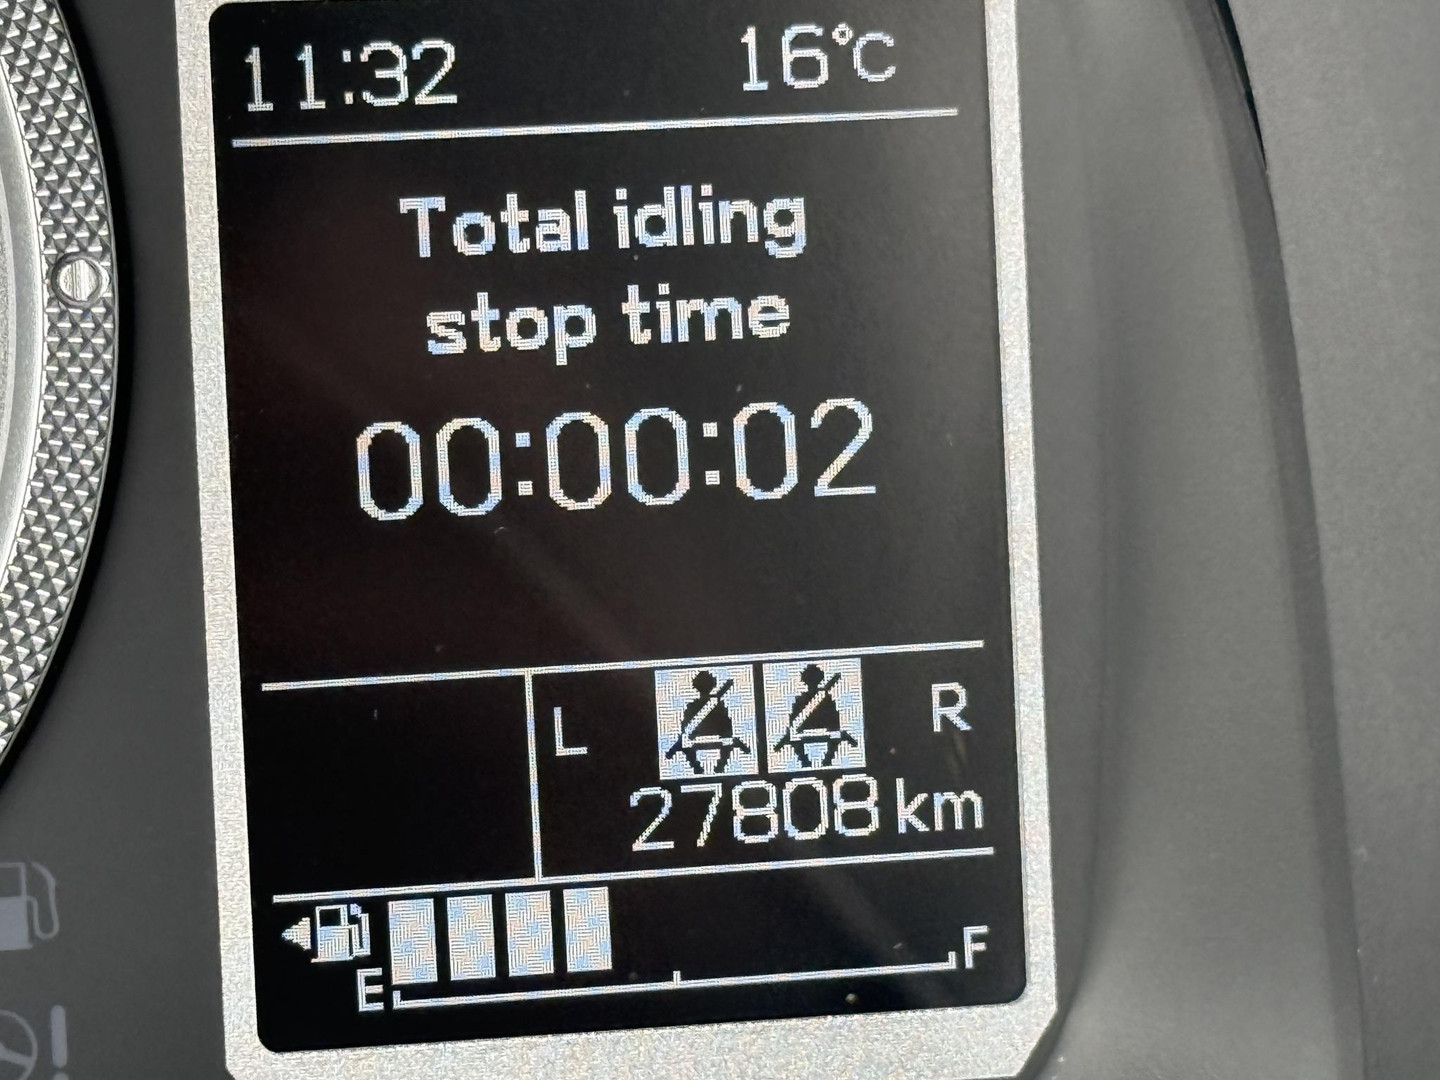 11:32 16°C
Total idling
stop time
00:00:02
L R
27808 km
E F